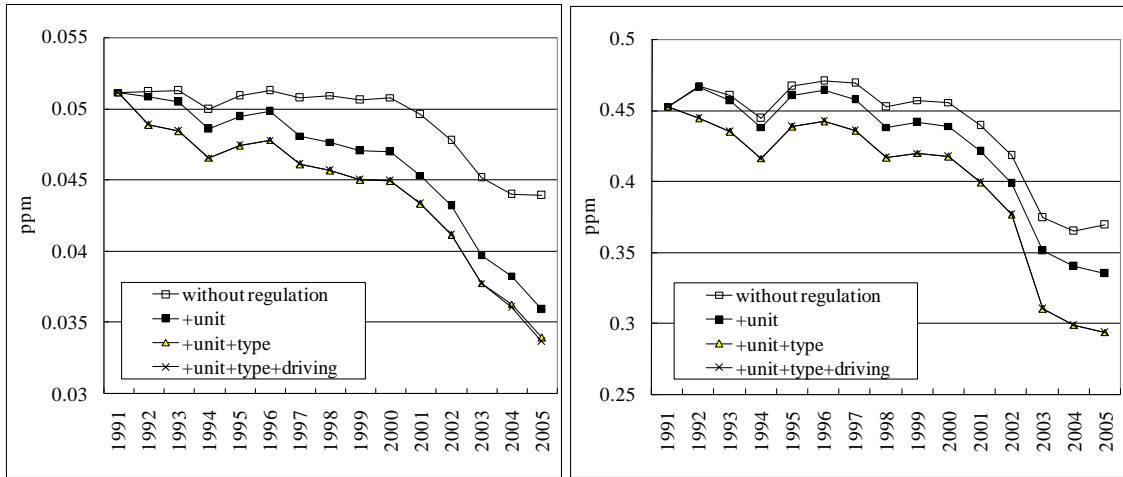 0.055
0.05
0.045
0.04
0.035
0.03
ppm
without regulation
+unit
+unit+type
+unit+type+driving
1991 1992 1993 1994 1995 1996 1997 1998 1999 2000 2001 2002 2003 2004 2005
0.5
0.45
0.4
0.35
0.3
0.25
ppm
without regulation
+unit
+unit+type
+unit+type+driving
1991 1992 1993 1994 1995 1996 1997 1998 1999 2000 2001 2002 2003 2004 2005